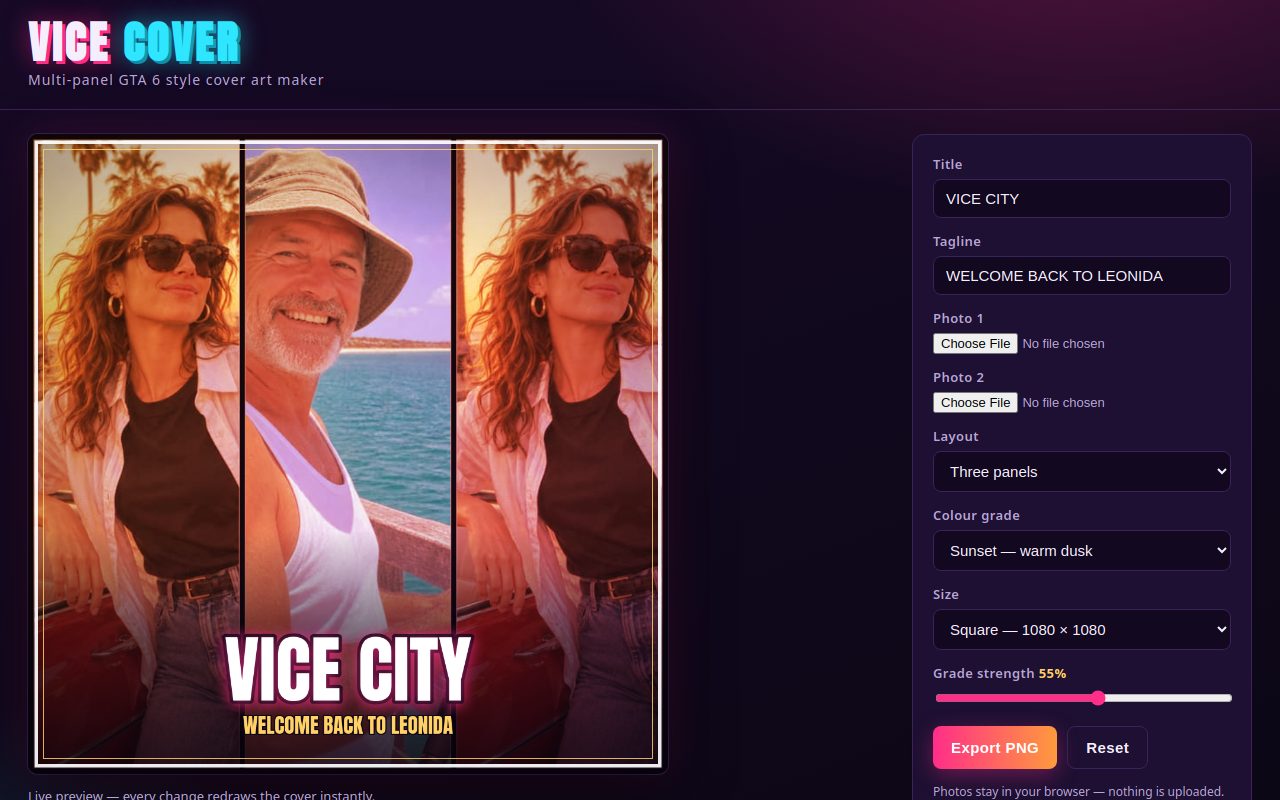 VICE COVER
Multi-panel GTA 6 style cover art maker
VICE CITY
WELCOME BACK TO LEONIDA
Live preview — every change redraws the cover instantly.
Title
VICE CITY
Tagline
WELCOME BACK TO LEONIDA
Photo 1
Choose File No file chosen
Photo 2
Choose File No file chosen
Layout
Three panels
Colour grade
Sunset — warm dusk
Size
Square — 1080 × 1080
Grade strength 55%
Export PNG Reset
Photos stay in your browser — nothing is uploaded.